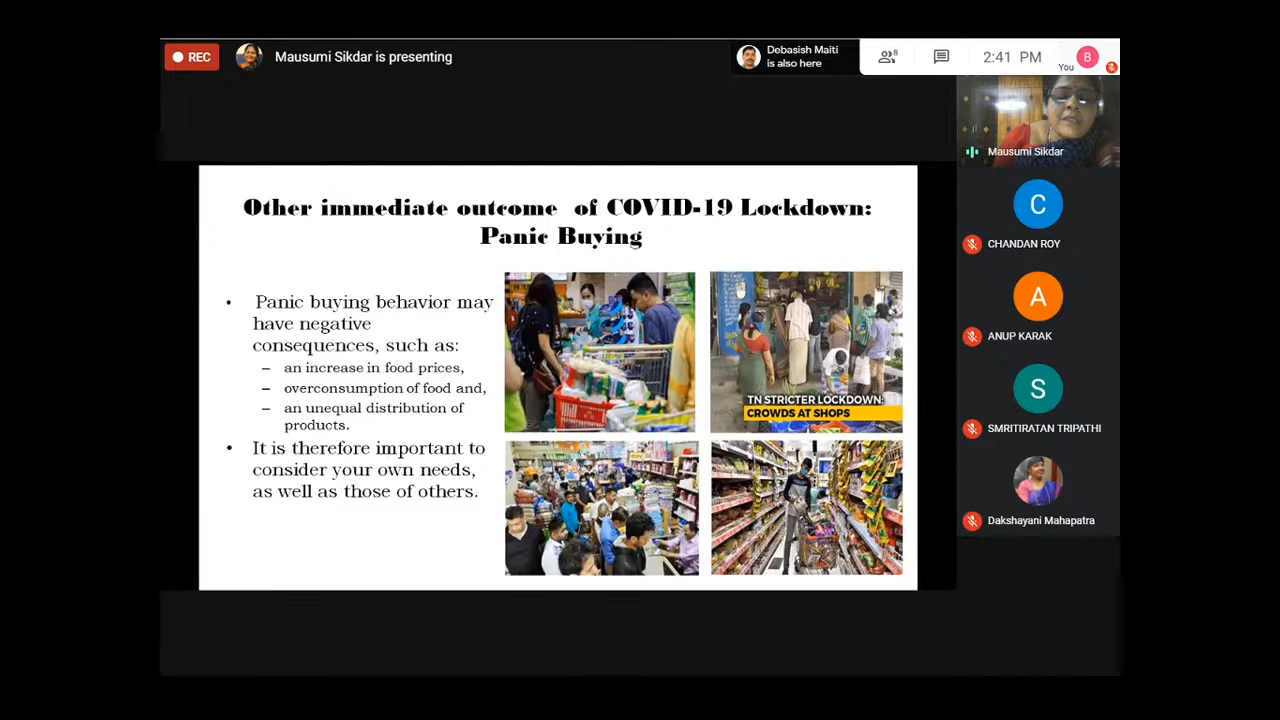 REC
Mausumi Sikdar is presenting
Debasish Maiti
is also here
8
2:41 PM
You
B
Mausumi Sikdar
C
CHANDAN ROY
A
ANUP KARAK
S
SMRITIRATAN TRIPATHI
Dakshayani Mahapatra
Other immediate outcome of COVID-19 Lockdown:
Panic Buying
• Panic buying behavior may
have negative
consequences, such as:
– an increase in food prices,
– overconsumption of food and,
– an unequal distribution of
products.
• It is therefore important to
consider your own needs,
as well as those of others.
TN STRICTER LOCKDOWN:
CROWDS AT SHOPS